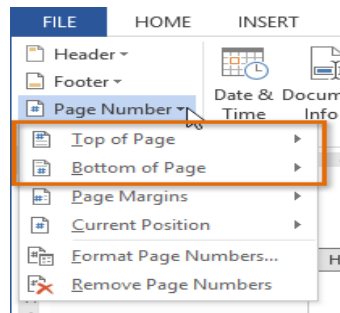 FILE HOME INSERT
Header
Footer
Page Number
Date & Time
Docum
Info
Top of Page
Bottom of Page
Page Margins
Current Position
Format Page Numbers...
Remove Page Numbers
H